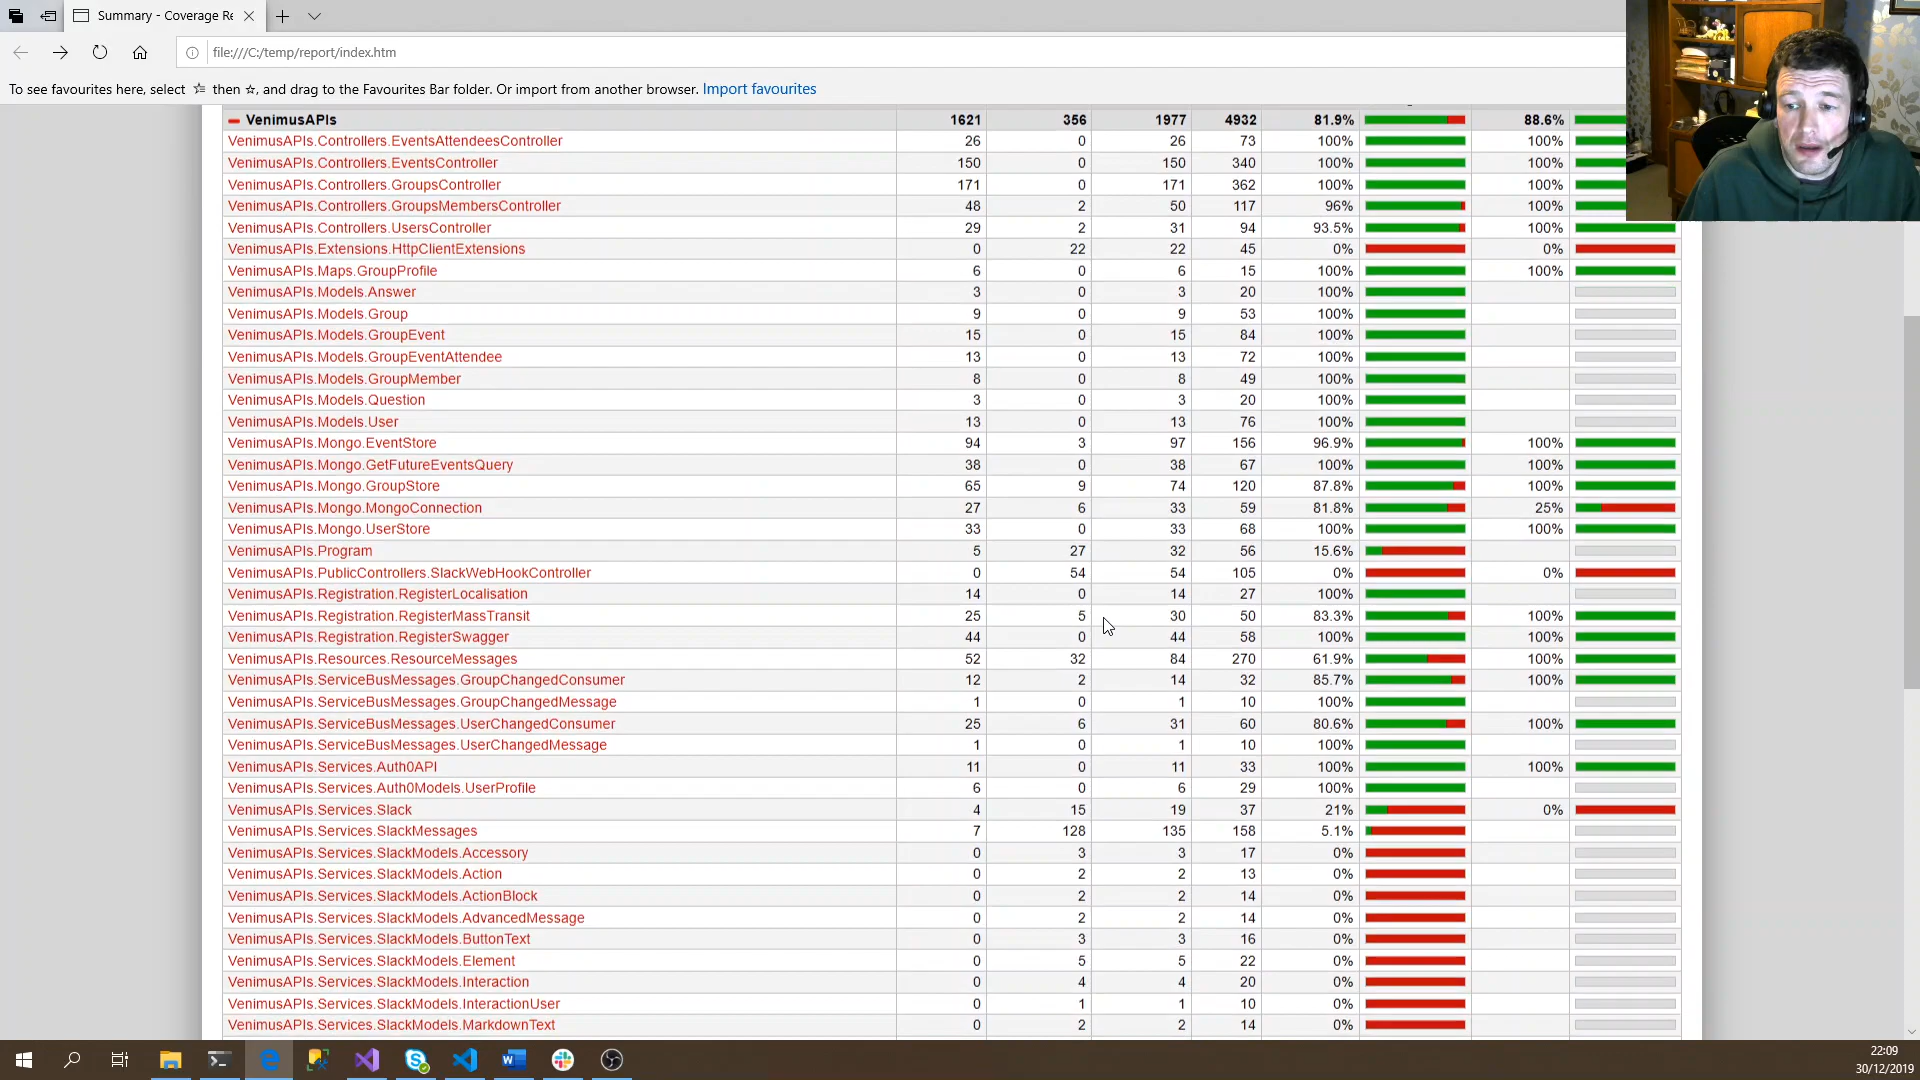 Summary - Coverage Re
file:///C:/temp/report/index.htm
To see favourites here, select then ☆, and drag to the Favourites Bar folder. Or import from another browser. Import favourites
VenimusAPIs 1621 356 1977 4932 81.9% 88.6%
VenimusAPIs.Controllers.EventsAttendeesController 26 0 26 73 100% 100%
VenimusAPIs.Controllers.EventsController 150 0 150 340 100% 100%
VenimusAPIs.Controllers.GroupsController 171 0 171 362 100% 100%
VenimusAPIs.Controllers.GroupsMembersController 48 2 50 117 96% 100%
VenimusAPIs.Controllers.UsersController 29 2 31 94 93.5% 100%
VenimusAPIs.Extensions.HttpClientExtensions 0 22 22 45 0% 0%
VenimusAPIs.Maps.GroupProfile 6 0 6 15 100% 100%
VenimusAPIs.Models.Answer 3 0 3 20 100%
VenimusAPIs.Models.Group 9 0 9 53 100%
VenimusAPIs.Models.GroupEvent 15 0 15 84 100%
VenimusAPIs.Models.GroupEventAttendee 13 0 13 72 100%
VenimusAPIs.Models.GroupMember 8 0 8 49 100%
VenimusAPIs.Models.Question 3 0 3 20 100%
VenimusAPIs.Models.User 13 0 13 76 100%
VenimusAPIs.Mongo.EventStore 94 3 97 156 96.9% 100%
VenimusAPIs.Mongo.GetFutureEventsQuery 38 0 38 67 100% 100%
VenimusAPIs.Mongo.GroupStore 65 9 74 120 87.8% 100%
VenimusAPIs.Mongo.MongoConnection 27 6 33 59 81.8% 25%
VenimusAPIs.Mongo.UserStore 33 0 33 68 100% 100%
VenimusAPIs.Program 5 27 32 56 15.6%
VenimusAPIs.PublicControllers.SlackWebHookController 0 54 54 105 0% 0%
VenimusAPIs.Registration.RegisterLocalisation 14 0 14 27 100%
VenimusAPIs.Registration.RegisterMassTransit 25 5 30 50 83.3% 100%
VenimusAPIs.Registration.RegisterSwagger 44 0 44 58 100% 100%
VenimusAPIs.Resources.ResourceMessages 52 32 84 270 61.9% 100%
VenimusAPIs.ServiceBusMessages.GroupChangedConsumer 12 2 14 32 85.7% 100%
VenimusAPIs.ServiceBusMessages.GroupChangedMessage 1 0 1 10 100%
VenimusAPIs.ServiceBusMessages.UserChangedConsumer 25 6 31 60 80.6% 100%
VenimusAPIs.ServiceBusMessages.UserChangedMessage 1 0 1 10 100%
VenimusAPIs.Services.Auth0API 11 0 11 33 100% 100%
VenimusAPIs.Services.Auth0Models.UserProfile 6 0 6 29 100%
VenimusAPIs.Services.Slack 4 15 19 37 21% 0%
VenimusAPIs.Services.SlackMessages 7 128 135 158 5.1%
VenimusAPIs.Services.SlackModels.Accessory 0 3 3 17 0%
VenimusAPIs.Services.SlackModels.Action 0 2 2 13 0%
VenimusAPIs.Services.SlackModels.ActionBlock 0 2 2 14 0%
VenimusAPIs.Services.SlackModels.AdvancedMessage 0 2 2 14 0%
VenimusAPIs.Services.SlackModels.ButtonText 0 3 3 16 0%
VenimusAPIs.Services.SlackModels.Element 0 5 5 22 0%
VenimusAPIs.Services.SlackModels.Interaction 0 4 4 20 0%
VenimusAPIs.Services.SlackModels.InteractionUser 0 1 1 10 0%
VenimusAPIs.Services.SlackModels.MarkdownText 0 2 2 14 0%
22:09
30/12/2019